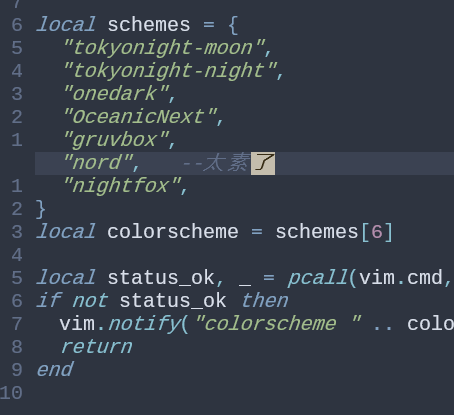 7
6 local schemes = {
5   "tokyonight-moon",
4   "tokyonight-night",
3   "onedark",
2   "OceanicNext",
1   "gruvbox",
    "nord",   --太素了
1   "nightfox",
2 }
3 local colorscheme = schemes[6]
4
5 local status_ok, _ = pcall(vim.cmd,
6 if not status_ok then
7   vim.notify("colorscheme " .. colo
8   return
9 end
10